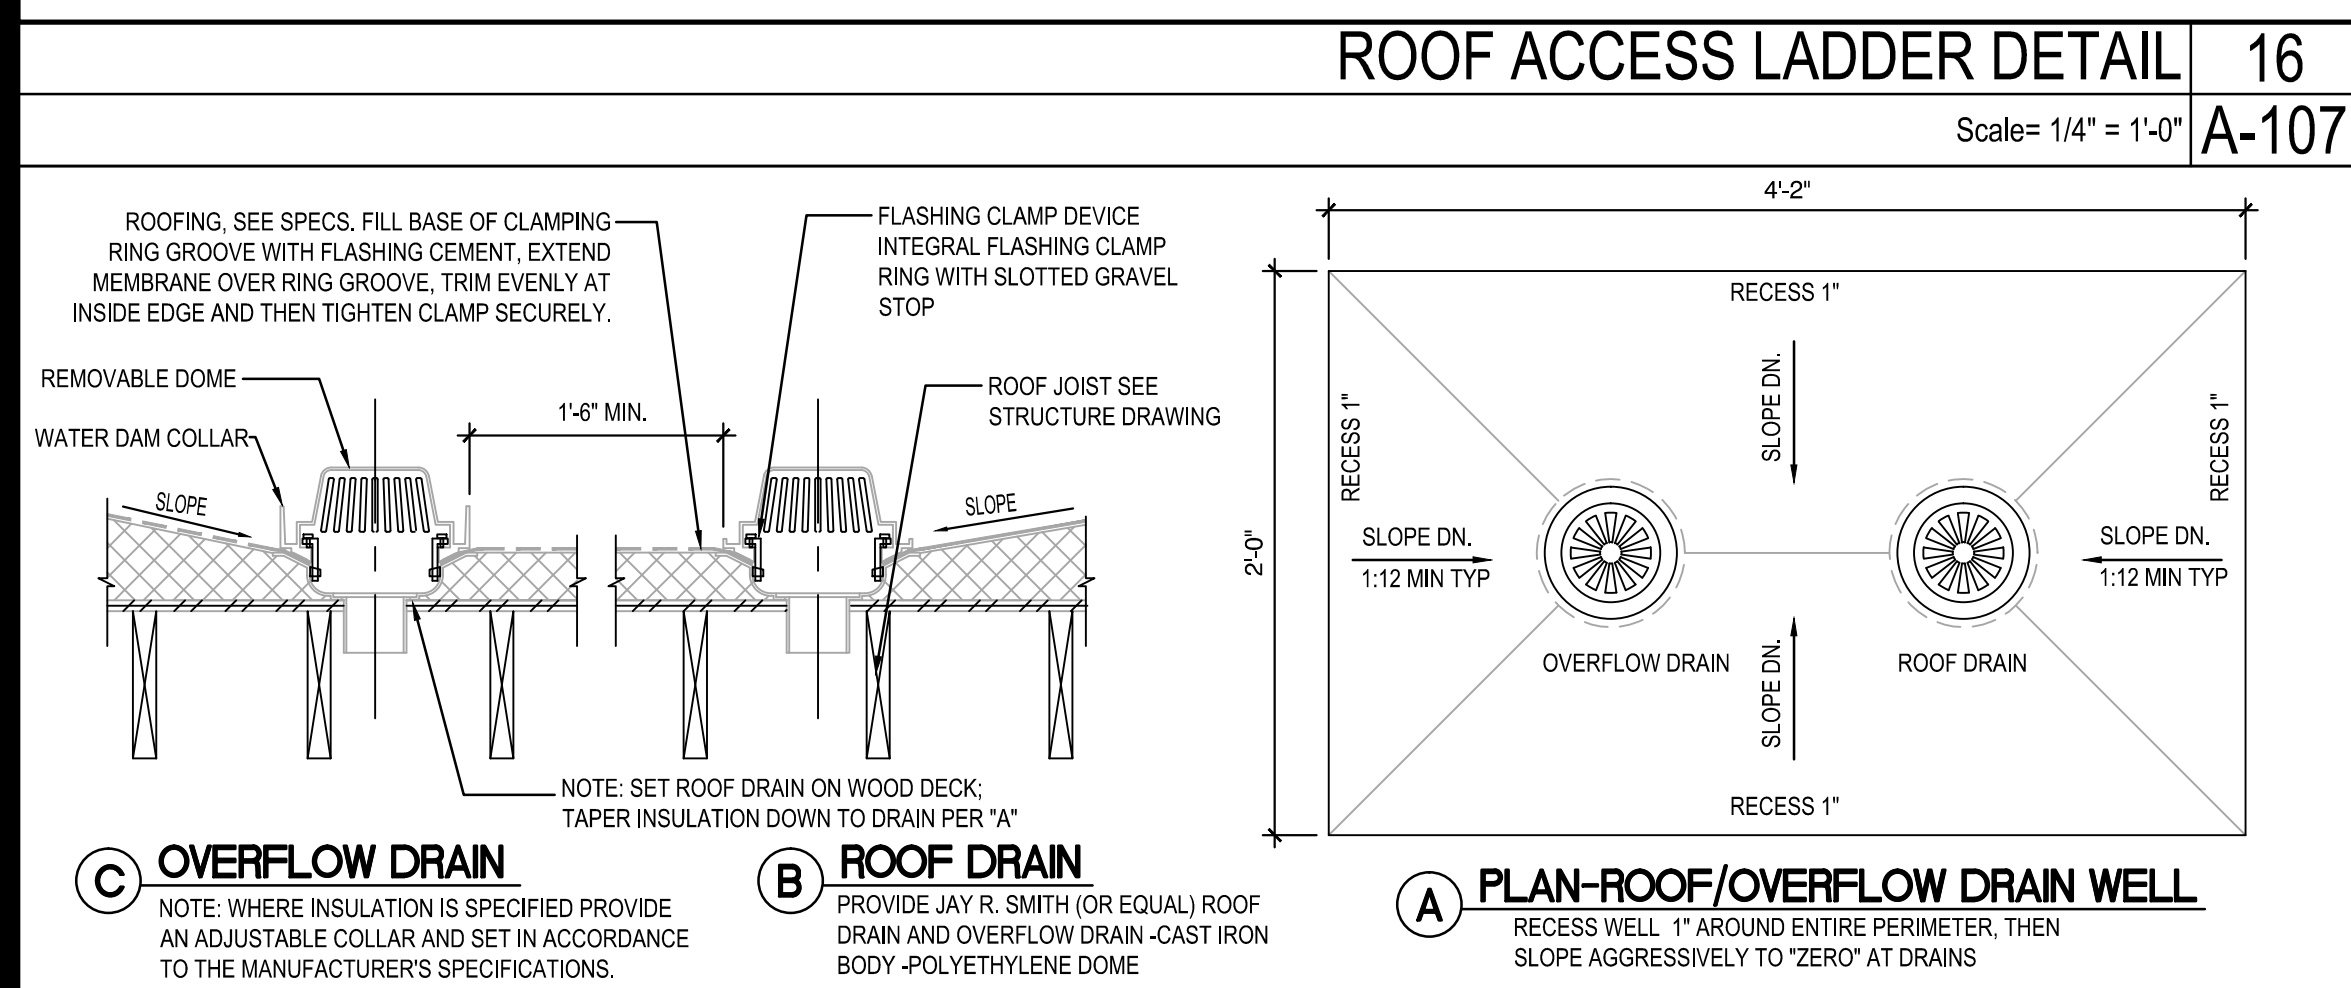 ROOF ACCESS LADDER DETAIL
16
Scale= 1/4" = 1'-0"
A-107
ROOFING, SEE SPECS. FILL BASE OF CLAMPING
RING GROOVE WITH FLASHING CEMENT, EXTEND
MEMBRANE OVER RING GROOVE, TRIM EVENLY AT
INSIDE EDGE AND THEN TIGHTEN CLAMP SECURELY.
FLASHING CLAMP DEVICE
INTEGRAL FLASHING CLAMP
RING WITH SLOTTED GRAVEL
STOP
REMOVABLE DOME
WATER DAM COLLAR
1'-6" MIN.
ROOF JOIST SEE
STRUCTURE DRAWING
SLOPE
SLOPE
NOTE: SET ROOF DRAIN ON WOOD DECK;
TAPER INSULATION DOWN TO DRAIN PER "A"
C
OVERFLOW DRAIN
NOTE: WHERE INSULATION IS SPECIFIED PROVIDE
AN ADJUSTABLE COLLAR AND SET IN ACCORDANCE
TO THE MANUFACTURER'S SPECIFICATIONS.
B
ROOF DRAIN
PROVIDE JAY R. SMITH (OR EQUAL) ROOF
DRAIN AND OVERFLOW DRAIN -CAST IRON
BODY -POLYETHYLENE DOME
4'-2"
2'-0"
RECESS 1"
RECESS 1"
SLOPE DN.
RECESS 1"
SLOPE DN.
1:12 MIN TYP
SLOPE DN.
1:12 MIN TYP
OVERFLOW DRAIN
SLOPE DN.
ROOF DRAIN
RECESS 1"
A
PLAN-ROOF/OVERFLOW DRAIN WELL
RECESS WELL 1" AROUND ENTIRE PERIMETER, THEN
SLOPE AGGRESSIVELY TO "ZERO" AT DRAINS